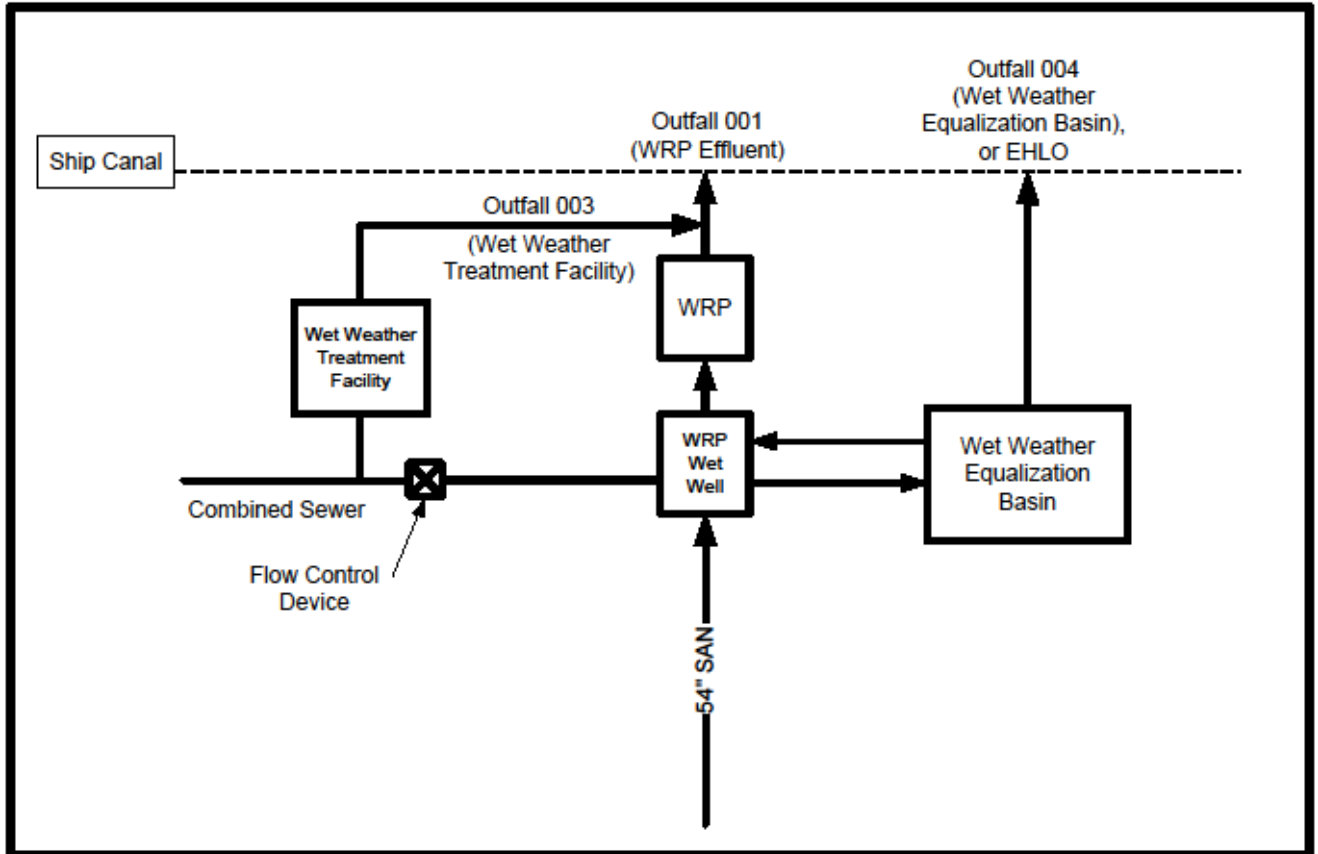 Outfall 004
(Wet Weather
Equalization Basin),
or EHLO
Outfall 001
(WRP Effluent)
Ship Canal
Outfall 003
(Wet Weather
Treatment Facility)
WRP
Wet Weather
Treatment
Facility
WRP
Wet
Well
Wet Weather
Equalization
Basin
Combined Sewer
Flow Control
Device
54" SAN